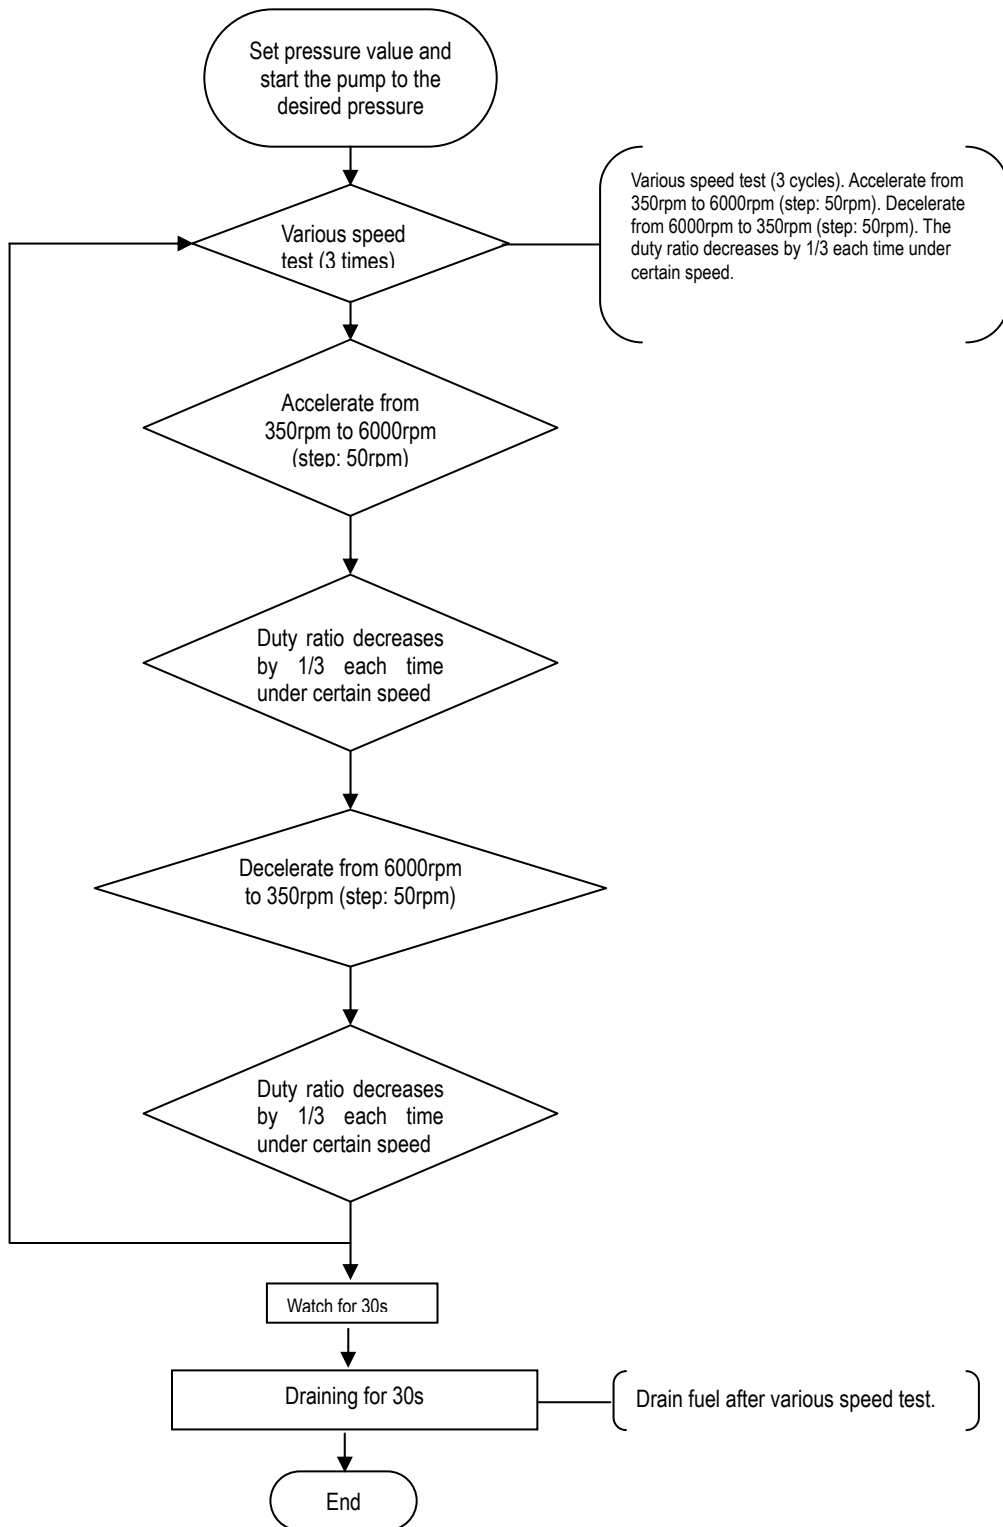 Set pressure value and
start the pump to the
desired pressure
Various speed test (3 cycles). Accelerate from
350rpm to 6000rpm (step: 50rpm). Decelerate
from 6000rpm to 350rpm (step: 50rpm). The
duty ratio decreases by 1/3 each time under
certain speed.
Various speed
test (3 times)
Accelerate from
350rpm to 6000rpm
(step: 50rpm)
Duty ratio decreases
by 1/3 each time
under certain speed
Decelerate from 6000rpm
to 350rpm (step: 50rpm)
Duty ratio decreases
by 1/3 each time
under certain speed
Watch for 30s
Draining for 30s
Drain fuel after various speed test.
End